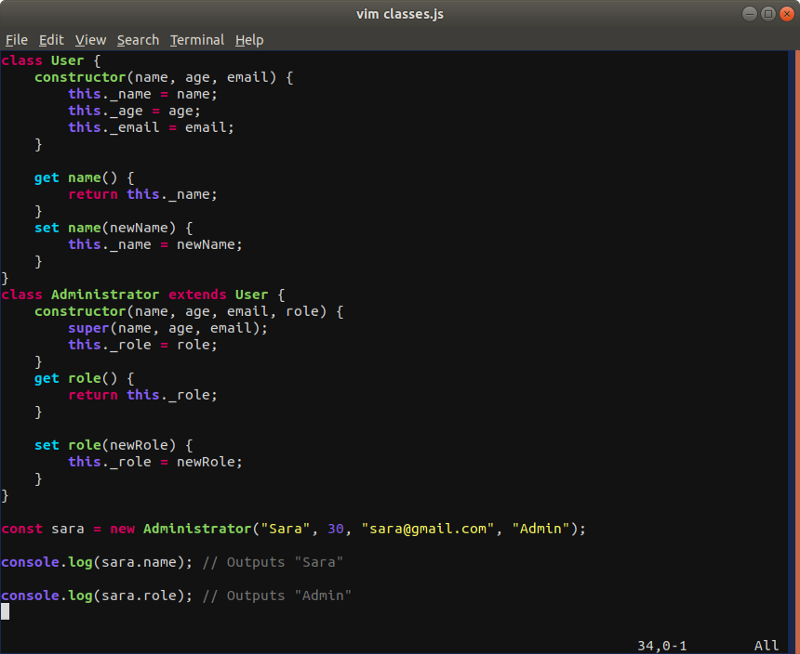 vim classes.js
File Edit View Search Terminal Help
class User {
    constructor(name, age, email) {
        this._name = name;
        this._age = age;
        this._email = email;
    }

    get name() {
        return this._name;
    }
    set name(newName) {
        this._name = newName;
    }
}
class Administrator extends User {
    constructor(name, age, email, role) {
        super(name, age, email);
        this._role = role;
    }
    get role() {
        return this._role;
    }

    set role(newRole) {
        this._role = newRole;
    }
}

const sara = new Administrator("Sara", 30, "sara@gmail.com", "Admin");

console.log(sara.name); // Outputs "Sara"

console.log(sara.role); // Outputs "Admin"
34,0-1 All